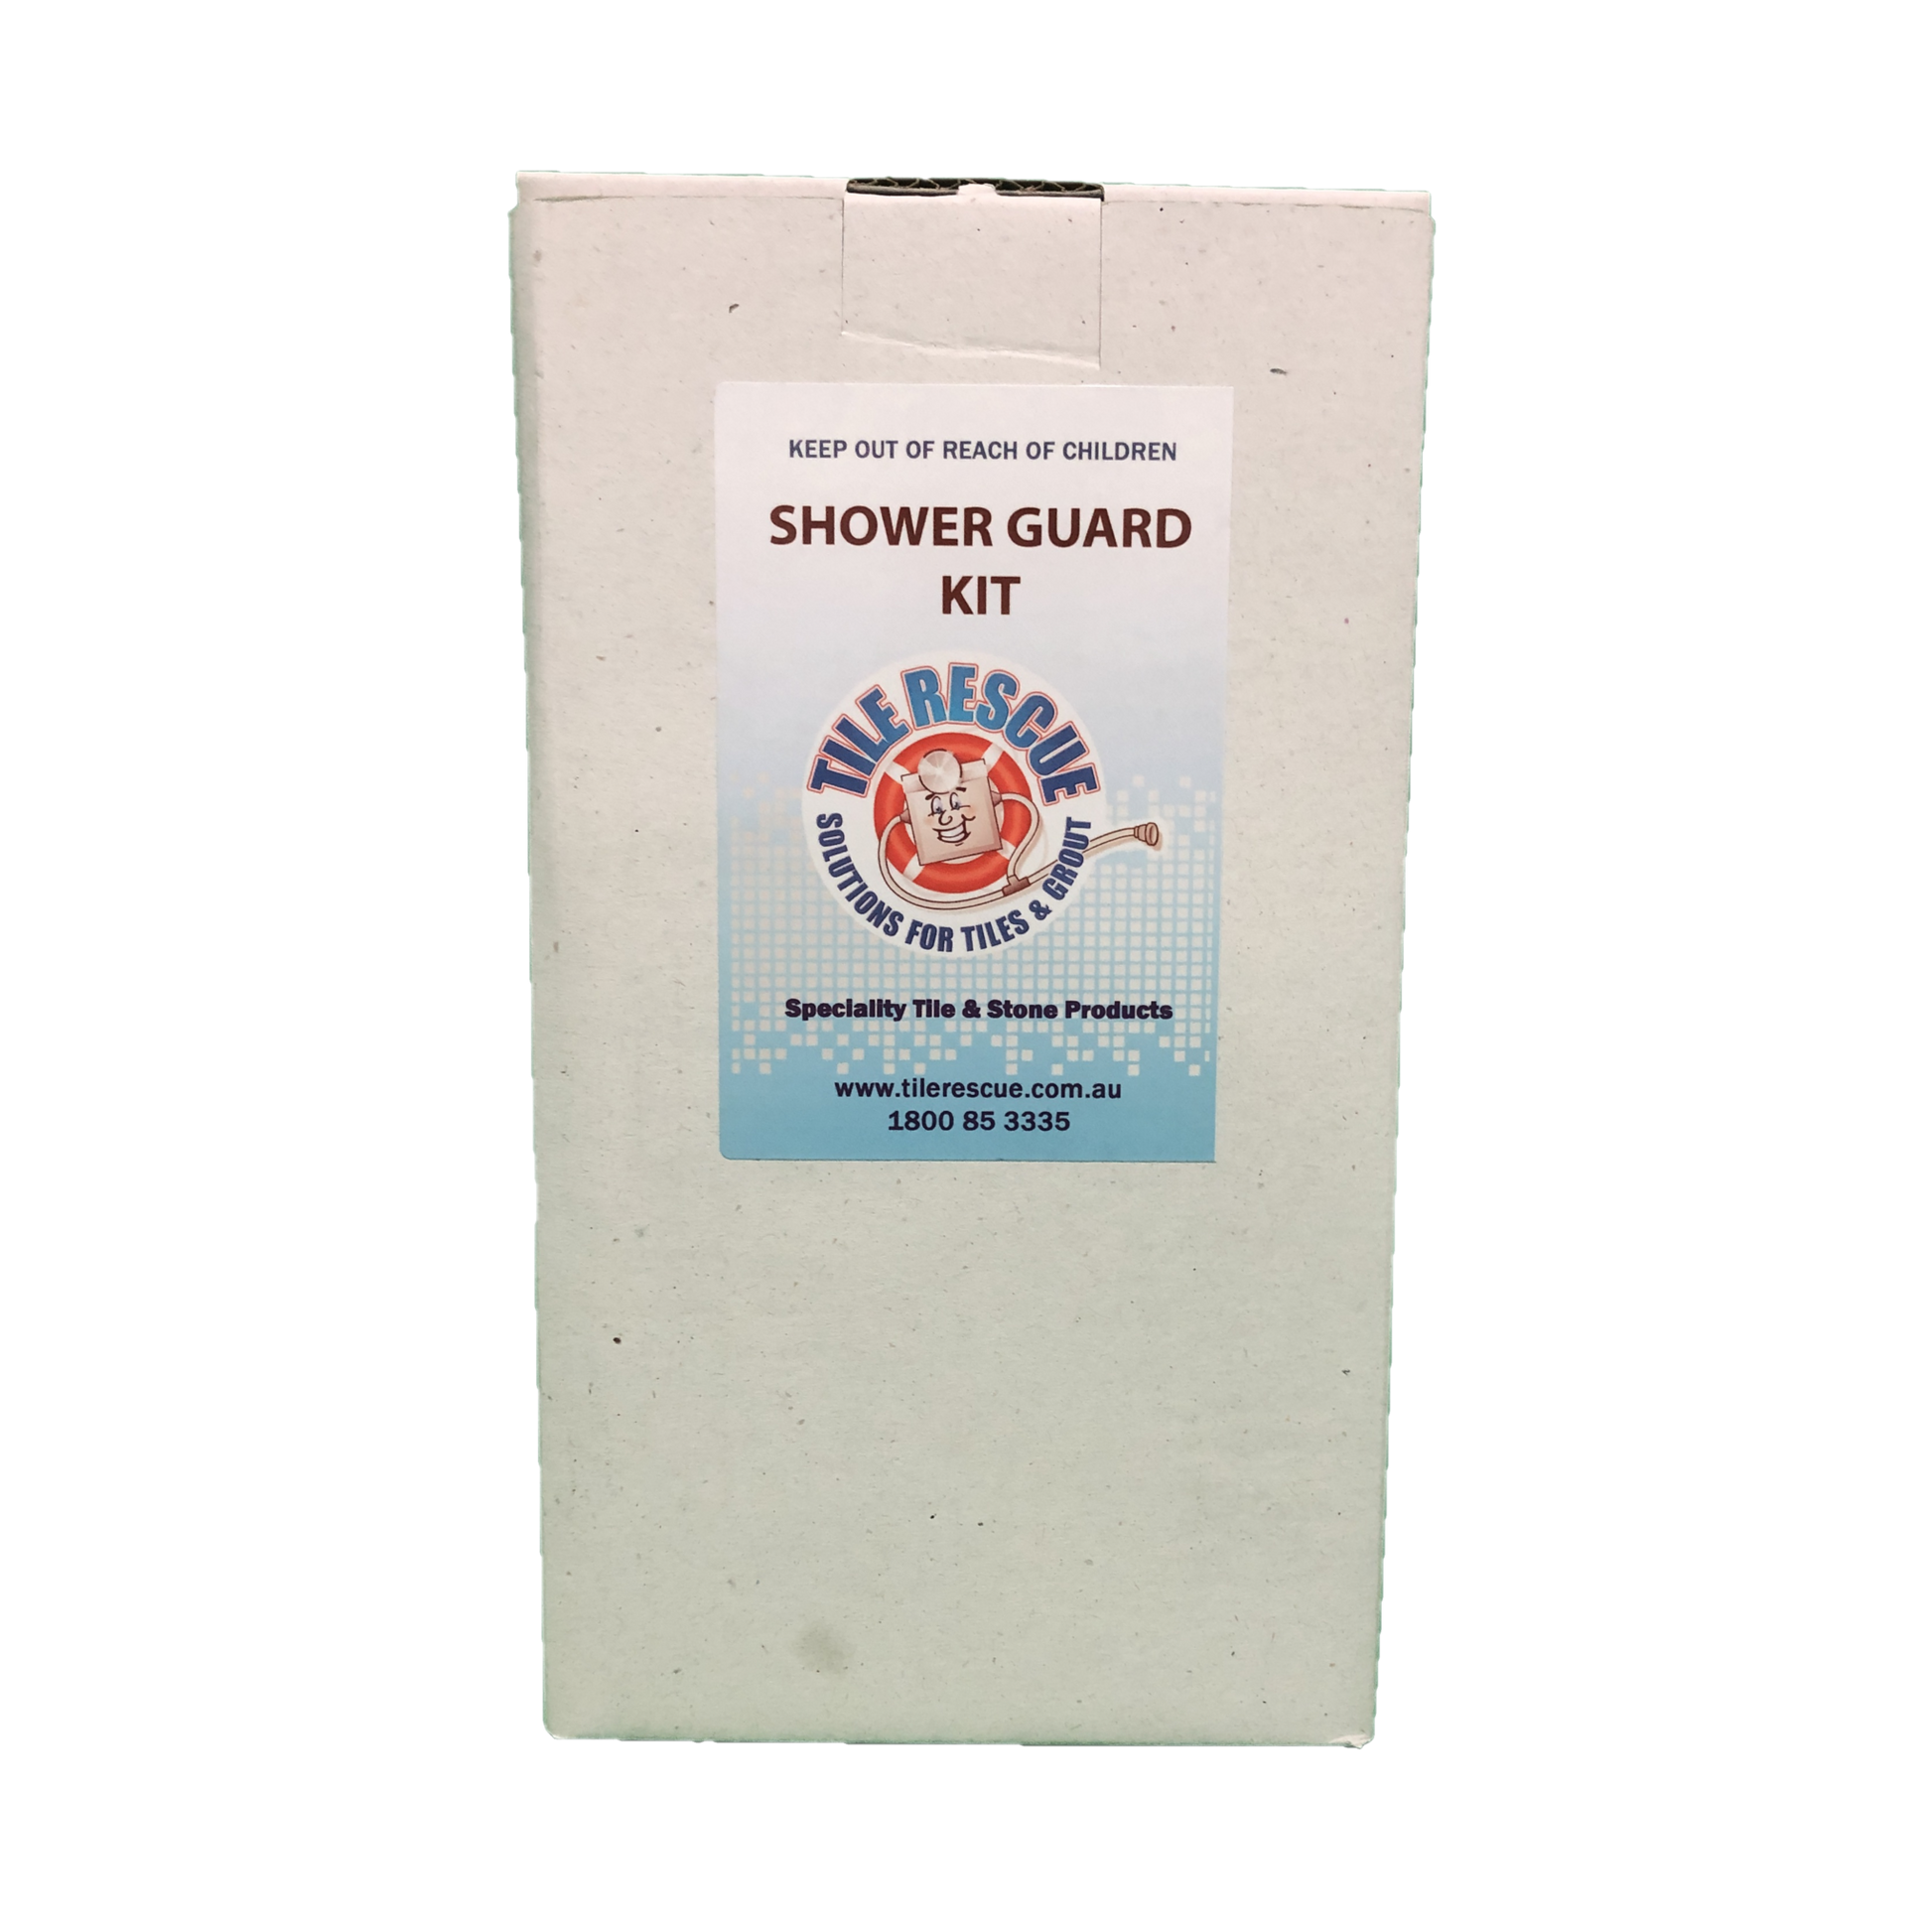 KEEP OUT OF REACH OF CHILDREN
SHOWER GUARD
KIT
TILE RESCUE
SOLUTIONS FOR TILES & GROUT
Speciality Tile & Stone Products
www.tilerescue.com.au
1800 85 3335